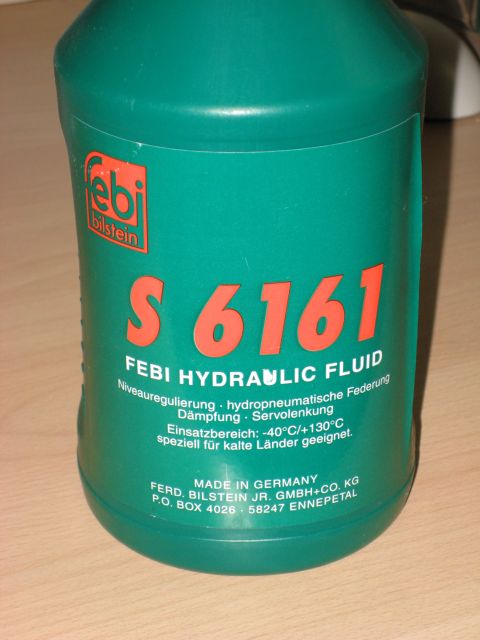 febi
bilstein
S 6161
FEBI HYDRAULIC FLUID
Niveauregulierung · hydropneumatische Federung
Dämpfung · Servolenkung
Einsatzbereich: -40°C/+130°C
speziell für kalte Länder geeignet.
MADE IN GERMANY
FERD. BILSTEIN JR. GMBH+CO. KG
P.O. BOX 4026 · 58247 ENNEPETAL